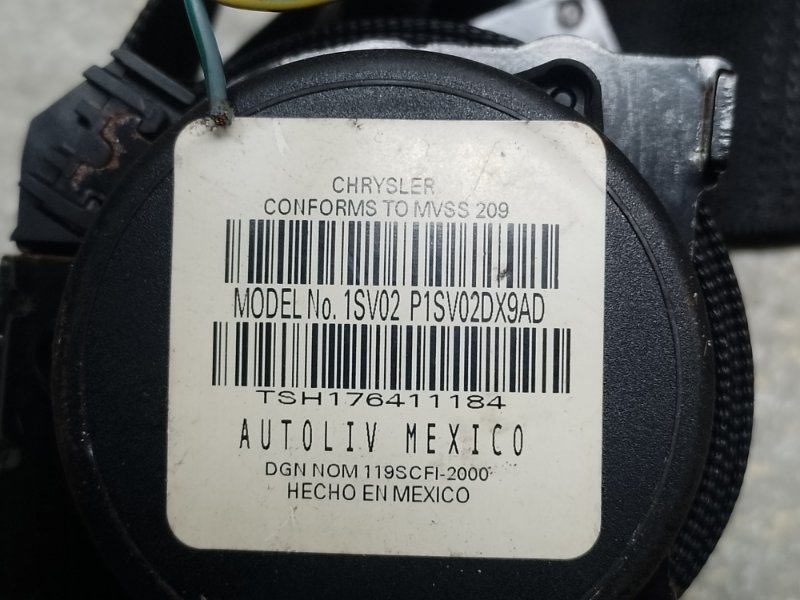 CHRYSLER
CONFORMS TO MVSS 209
MODEL No. 1SV02 P1SV02DX9AD
TSH176411184
AUTOLIV MEXICO
DGN NOM 119SCFI-2000
HECHO EN MEXICO